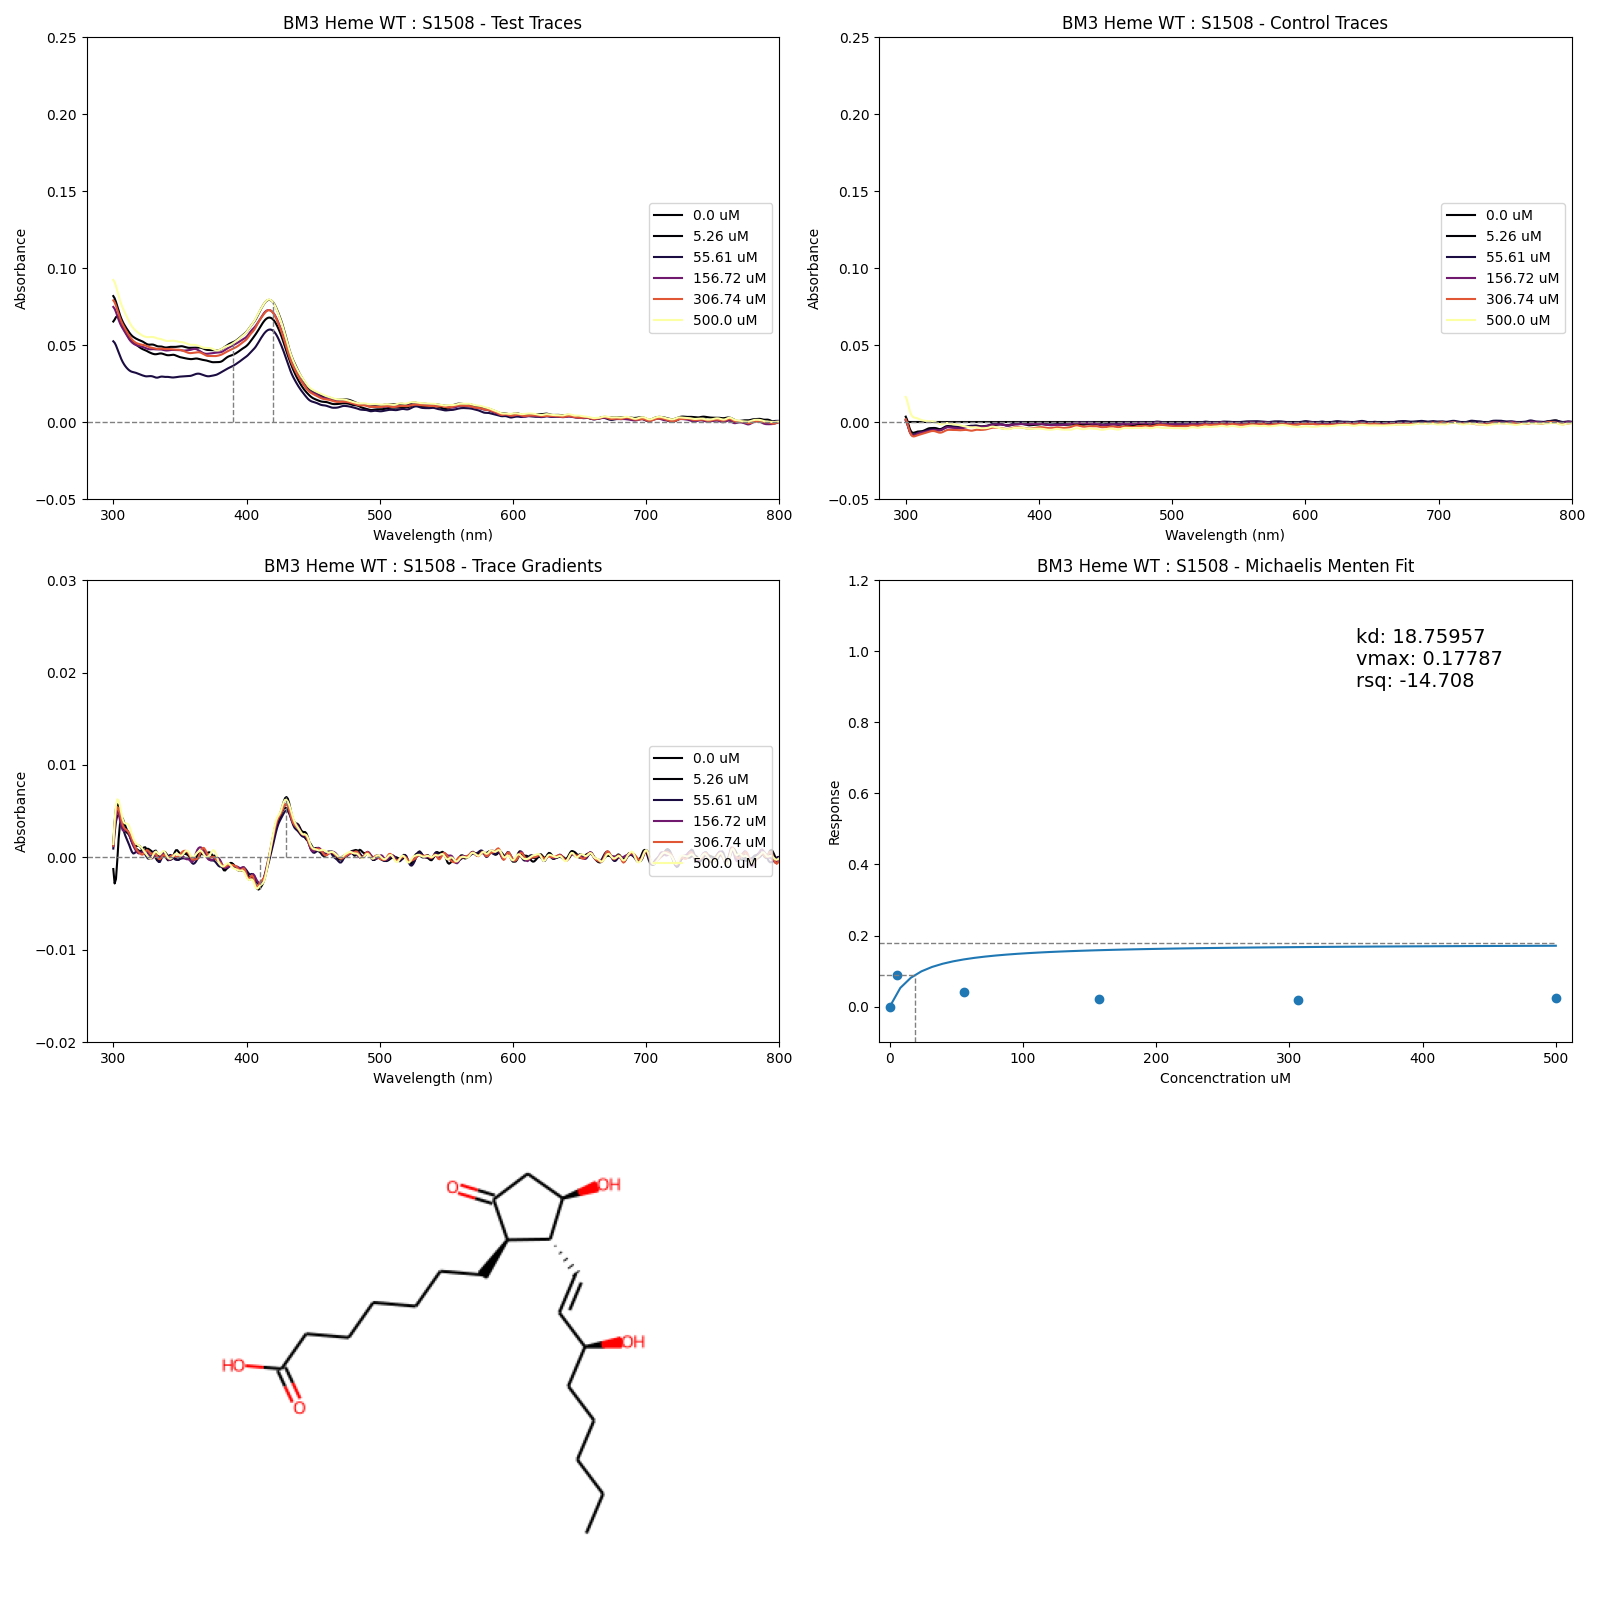 BM3 Heme WT : S1508 - Test Traces
0.25
0.20
0.15
0.10
0.05
0.00
−0.05
Absorbance
300 400 500 600 700 800
Wavelength (nm)
0.0 uM
5.26 uM
55.61 uM
156.72 uM
306.74 uM
500.0 uM
BM3 Heme WT : S1508 - Control Traces
0.25
0.20
0.15
0.10
0.05
0.00
−0.05
Absorbance
300 400 500 600 700 800
Wavelength (nm)
0.0 uM
5.26 uM
55.61 uM
156.72 uM
306.74 uM
500.0 uM
BM3 Heme WT : S1508 - Trace Gradients
0.03
0.02
0.01
0.00
−0.01
−0.02
Absorbance
300 400 500 600 700 800
Wavelength (nm)
0.0 uM
5.26 uM
55.61 uM
156.72 uM
306.74 uM
500.0 uM
BM3 Heme WT : S1508 - Michaelis Menten Fit
1.2
1.0
0.8
0.6
0.4
0.2
0.0
Response
0 100 200 300 400 500
Concenctration uM
kd: 18.75957
vmax: 0.17787
rsq: -14.708
O
OH
OH
HO
O